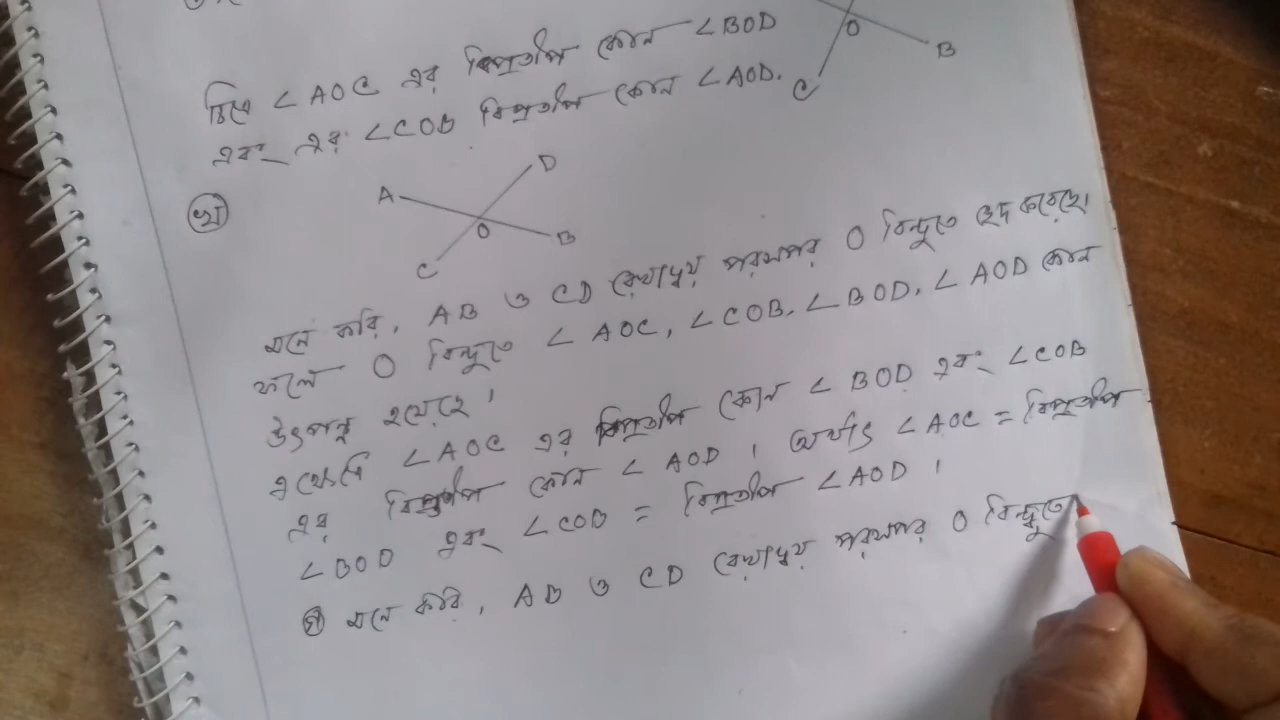 O
B
C
চিত্রে ∠AOC এর বিপ্রতীপ কোন ∠BOD
এবং এর ∠COB বিপ্রতীপ কোন ∠AOD.
খ
A
D
O
B
C
মনে করি, AB ও CD রেখাদ্বয় পরস্পর O বিন্দুতে ছেদ করেছে।
ফলে O বিন্দুতে ∠AOC, ∠COB, ∠BOD, ∠AOD কোন
উৎপন্ন হয়েছে।
∠AOC এর বিপ্রতীপ কোন ∠BOD এবং ∠COB
এর বিপ্রতীপ কোন ∠AOD। অর্থাৎ ∠AOC = বিপ্রতীপ
∠BOD এবং ∠COB = বিপ্রতীপ ∠AOD।
মনে করি, AB ও CD রেখাদ্বয় পরস্পর O বিন্দুতে